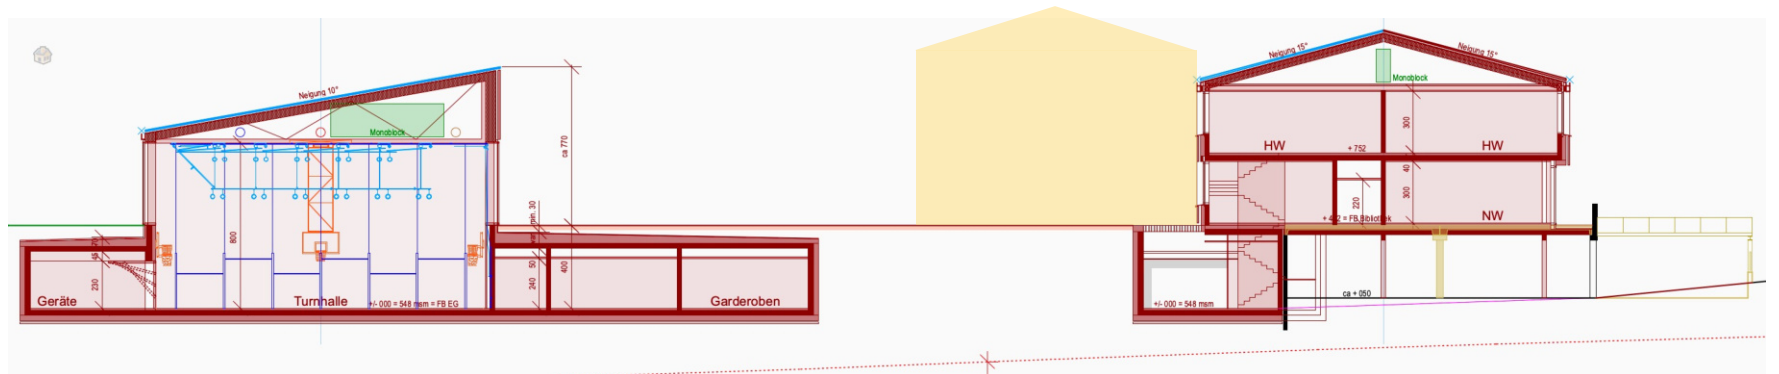 Neigung 10°
Monoblock
ca 770
min. 30
800
45
230
50
240
400
Geräte
Turnhalle
+/- 000 = 548 msm = FB EG
Garderoben
Neigung 15°
Neigung 15°
Monoblock
300
HW
+ 752
HW
40
300
220
= FB Bibliothek
NW
+/- 000 = 548 msm
ca + 050